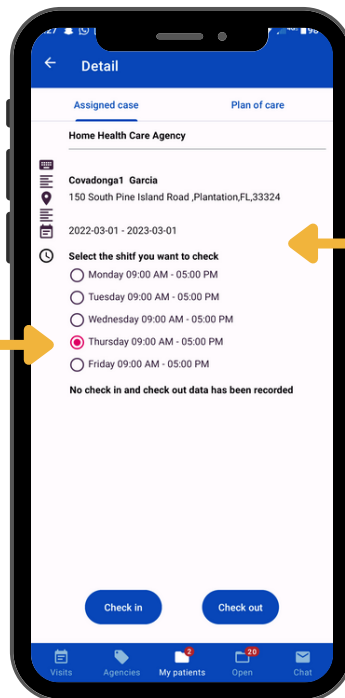 Detail
Assigned case Plan of care
Home Health Care Agency
Covadonga1 Garcia
150 South Pine Island Road ,Plantation,FL,33324
2022-03-01 - 2023-03-01
Select the shitf you want to check
Monday 09:00 AM - 05:00 PM
Tuesday 09:00 AM - 05:00 PM
Wednesday 09:00 AM - 05:00 PM
Thursday 09:00 AM - 05:00 PM
Friday 09:00 AM - 05:00 PM
No check in and check out data has been recorded
Check in Check out
2 20
Visits Agencies My patients Open Chat